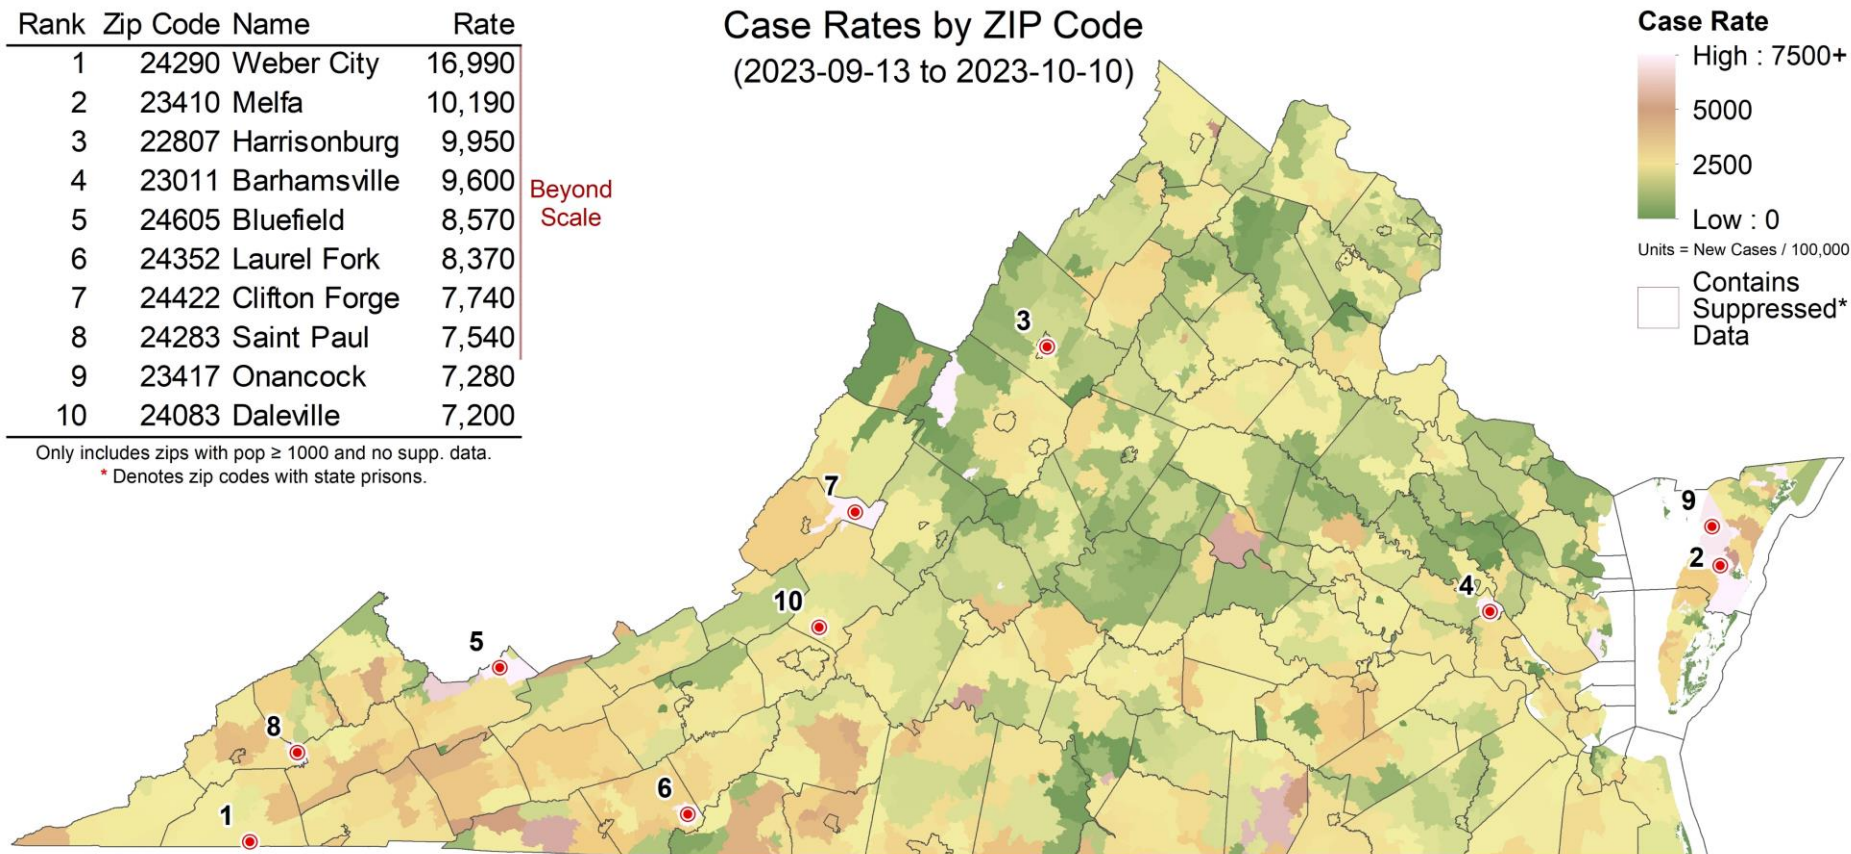 Rank Zip Code Name Rate
1 24290 Weber City 16,990
2 23410 Melfa 10,190
3 22807 Harrisonburg 9,950
4 23011 Barhamsville 9,600
5 24605 Bluefield 8,570
6 24352 Laurel Fork 8,370
7 24422 Clifton Forge 7,740
8 24283 Saint Paul 7,540
9 23417 Onancock 7,280
10 24083 Daleville 7,200
Only includes zips with pop ≥ 1000 and no supp. data.
* Denotes zip codes with state prisons.
Beyond
Scale
Case Rates by ZIP Code
(2023-09-13 to 2023-10-10)
Case Rate
High : 7500+
5000
2500
Low : 0
Units = New Cases / 100,000
Contains
Suppressed*
Data
3
7
9
2
4
10
5
8
6
1